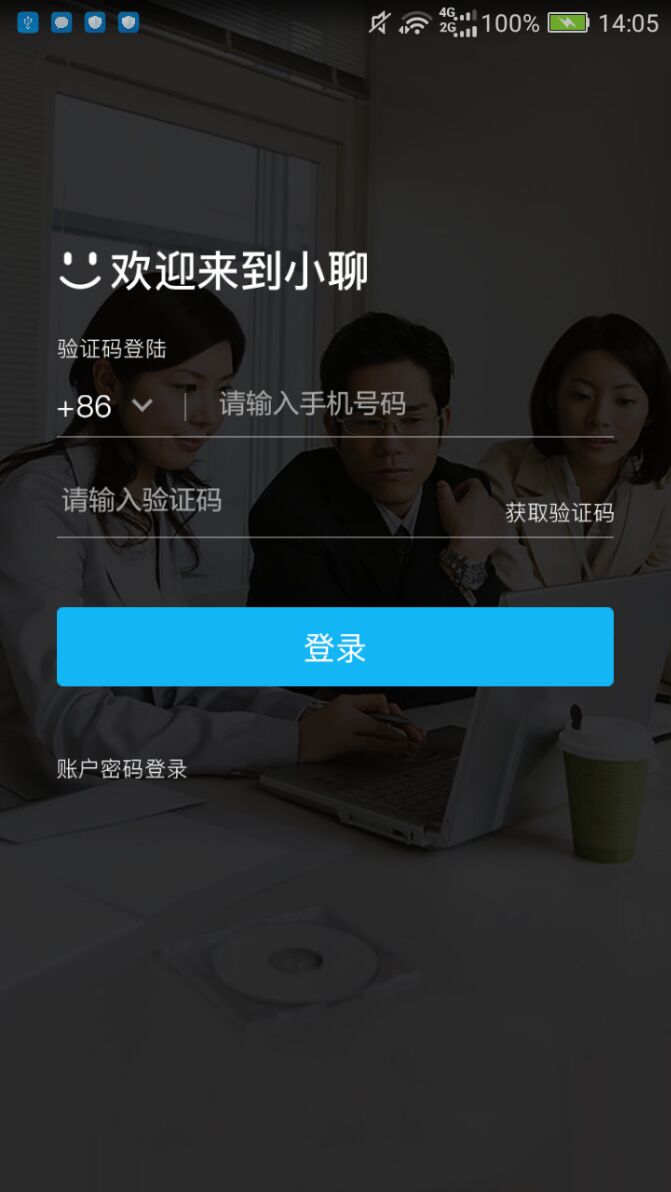 4G
2G 100% 14:05
欢迎来到小聊
验证码登陆
+86 请输入手机号码
请输入验证码 获取验证码
登录
账户密码登录